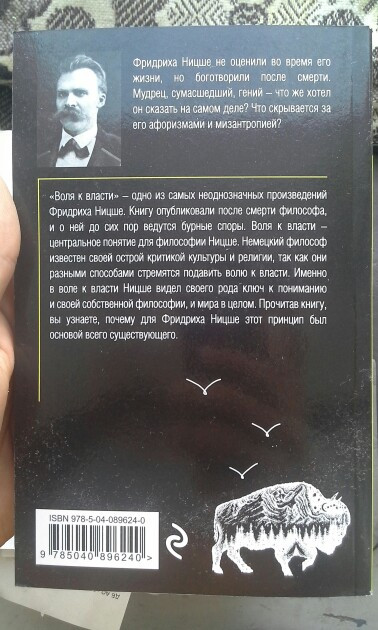 Фридриха Ницше не оценили во время его
жизни, но боготворили после смерти.
Мудрец, сумасшедший, гений – что же хотел
он сказать на самом деле? Что скрывается за
его афоризмами и мизантропией?
«Воля к власти» – одно из самых неоднозначных произведений
Фридриха Ницше. Книгу опубликовали после смерти философа,
и о ней до сих пор ведутся бурные споры. Воля к власти –
центральное понятие для философии Ницше. Немецкий философ
известен своей острой критикой культуры и религии, так как они
разными способами стремятся подавить волю к власти. Именно
в воле к власти Ницше видел своего рода ключ к пониманию
и своей собственной философии, и мира в целом. Прочитав книгу,
вы узнаете, почему для Фридриха Ницше этот принцип был
основой всего существующего.
ISBN 978-5-04-089624-0
9 785040 896240 >